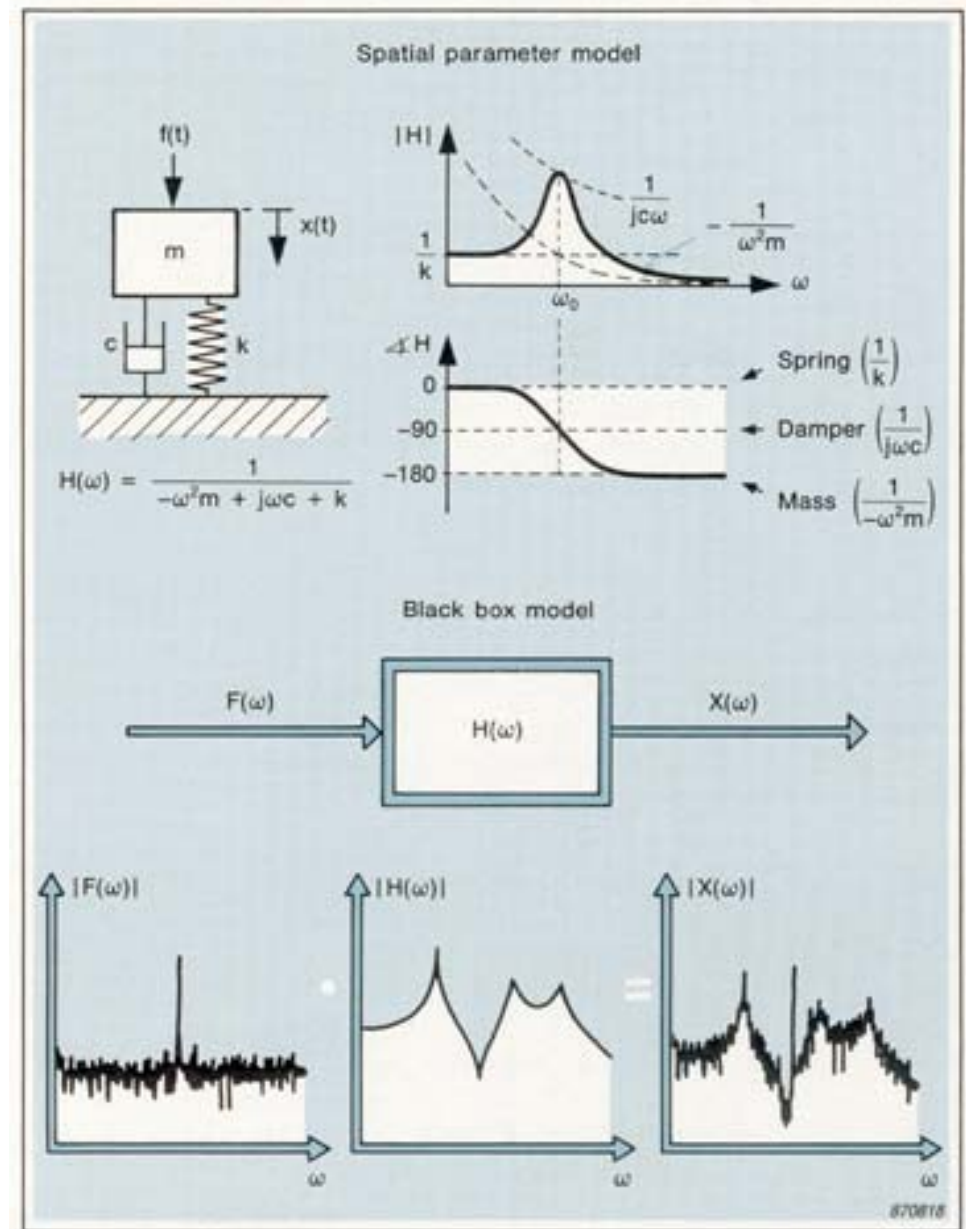 Spatial parameter model
f(t)
x(t)
m
c
k
H(ω) = 1 / (-ω²m + jωc + k)
|H|
1/k
1/jcω
- 1/ω²m
ω
ω₀
∡ H
0
-90
-180
Spring (1/k)
Damper (1/jωc)
Mass (1/-ω²m)
Black box model
F(ω)
H(ω)
X(ω)
|F(ω)|
|H(ω)|
|X(ω)|
•
=
ω
ω
ω
870818